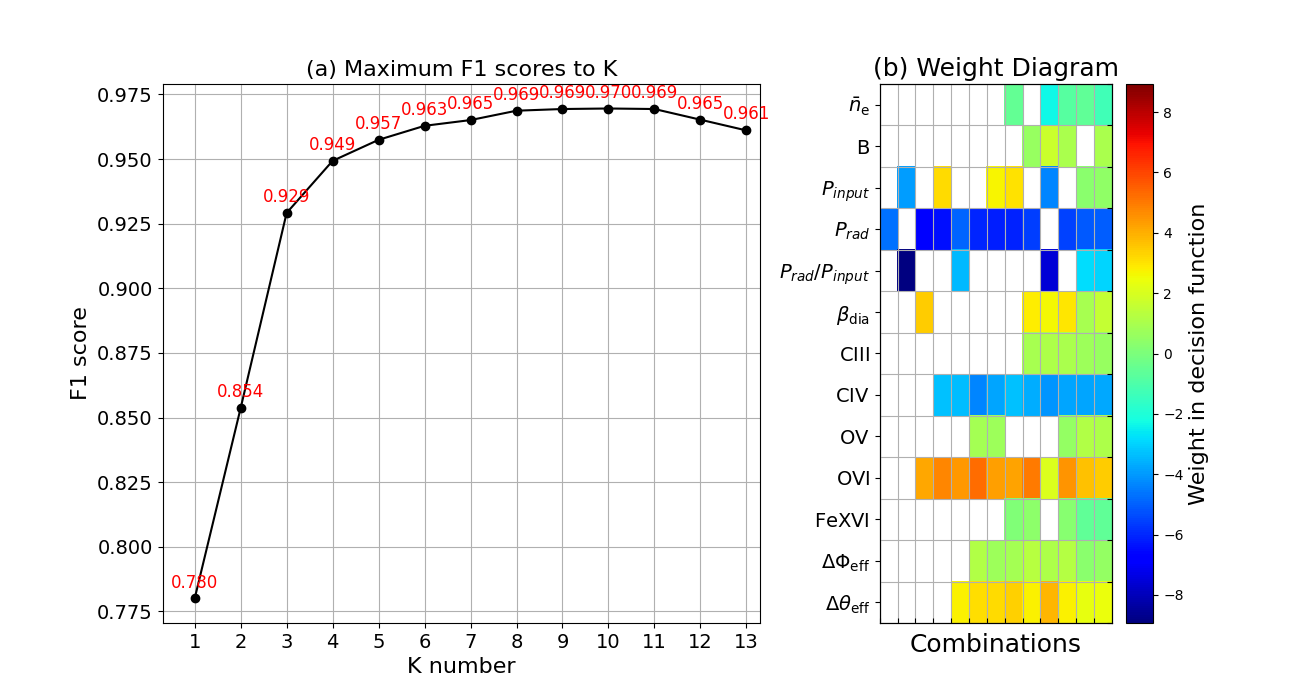 (a) Maximum F1 scores to K
0.975
0.950
0.925
0.900
0.875
0.850
0.825
0.800
0.775
F1 score
0.780
0.854
0.929
0.949
0.957
0.963
0.965
0.969
0.969
0.970
0.969
0.965
0.961
1 2 3 4 5 6 7 8 9 10 11 12 13
K number
(b) Weight Diagram
n̄e
B
Pinput
Prad
Prad/Pinput
βdia
CIII
CIV
OV
OVI
FeXVI
ΔΦeff
Δθeff
Combinations
8
6
4
2
0
−2
−4
−6
−8
Weight in decision function